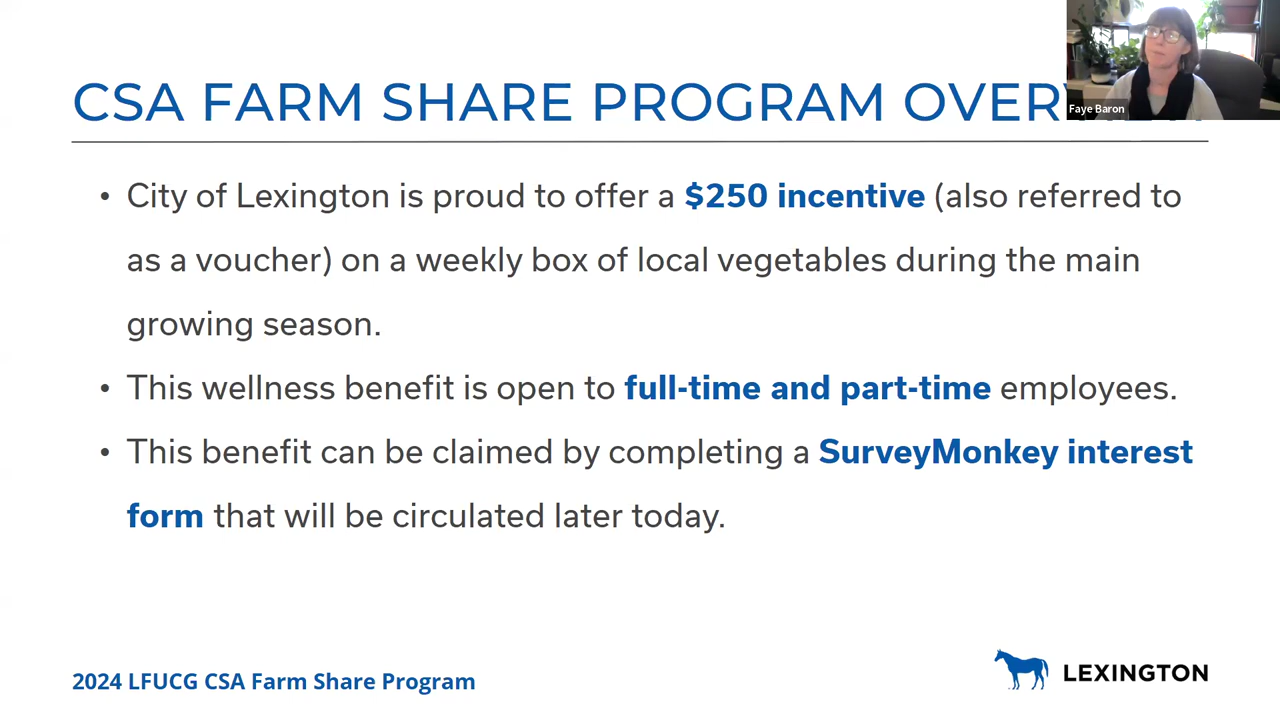 CSA FARM SHARE PROGRAM OVER
Faye Baron
• City of Lexington is proud to offer a $250 incentive (also referred to
as a voucher) on a weekly box of local vegetables during the main
growing season.
• This wellness benefit is open to full-time and part-time employees.
• This benefit can be claimed by completing a SurveyMonkey interest
form that will be circulated later today.
2024 LFUCG CSA Farm Share Program
LEXINGTON